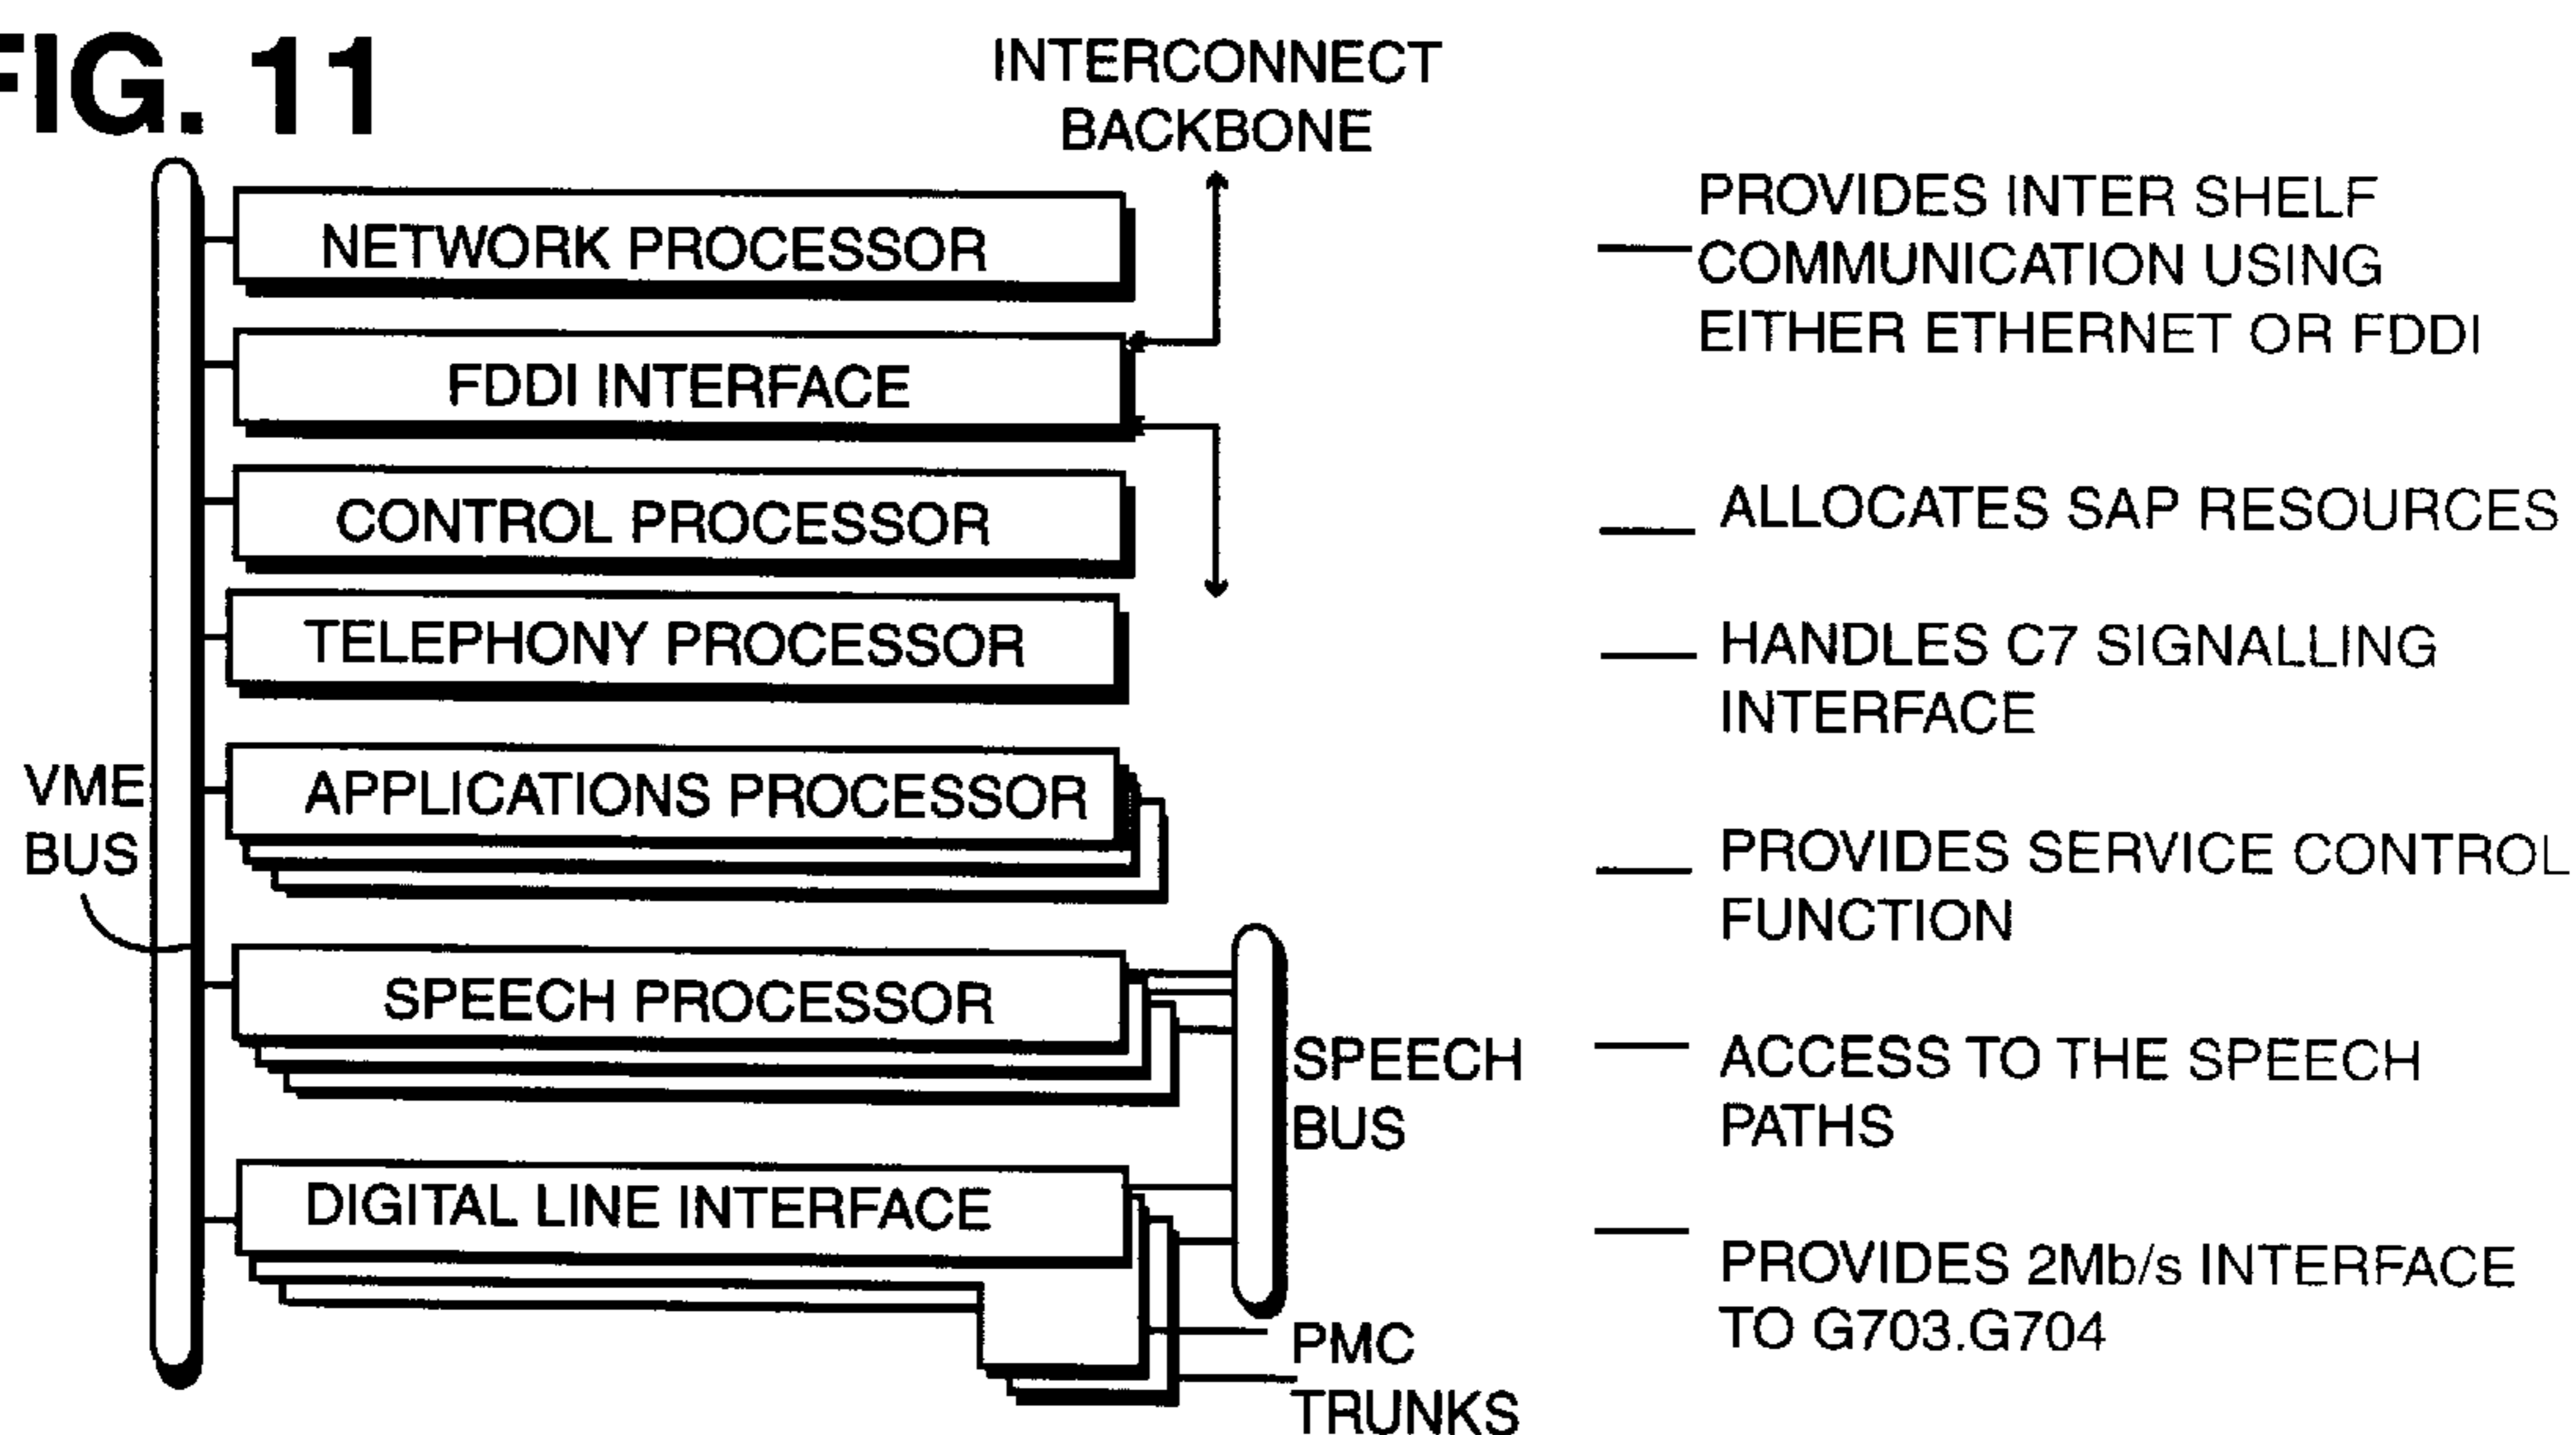 FIG. 11
INTERCONNECT
BACKBONE
NETWORK PROCESSOR
FDDI INTERFACE
CONTROL PROCESSOR
TELEPHONY PROCESSOR
APPLICATIONS PROCESSOR
VME
BUS
SPEECH PROCESSOR
SPEECH
BUS
DIGITAL LINE INTERFACE
PMC
TRUNKS
PROVIDES INTER SHELF
COMMUNICATION USING
EITHER ETHERNET OR FDDI
ALLOCATES SAP RESOURCES
HANDLES C7 SIGNALLING
INTERFACE
PROVIDES SERVICE CONTROL
FUNCTION
ACCESS TO THE SPEECH
PATHS
PROVIDES 2Mb/s INTERFACE
TO G703.G704